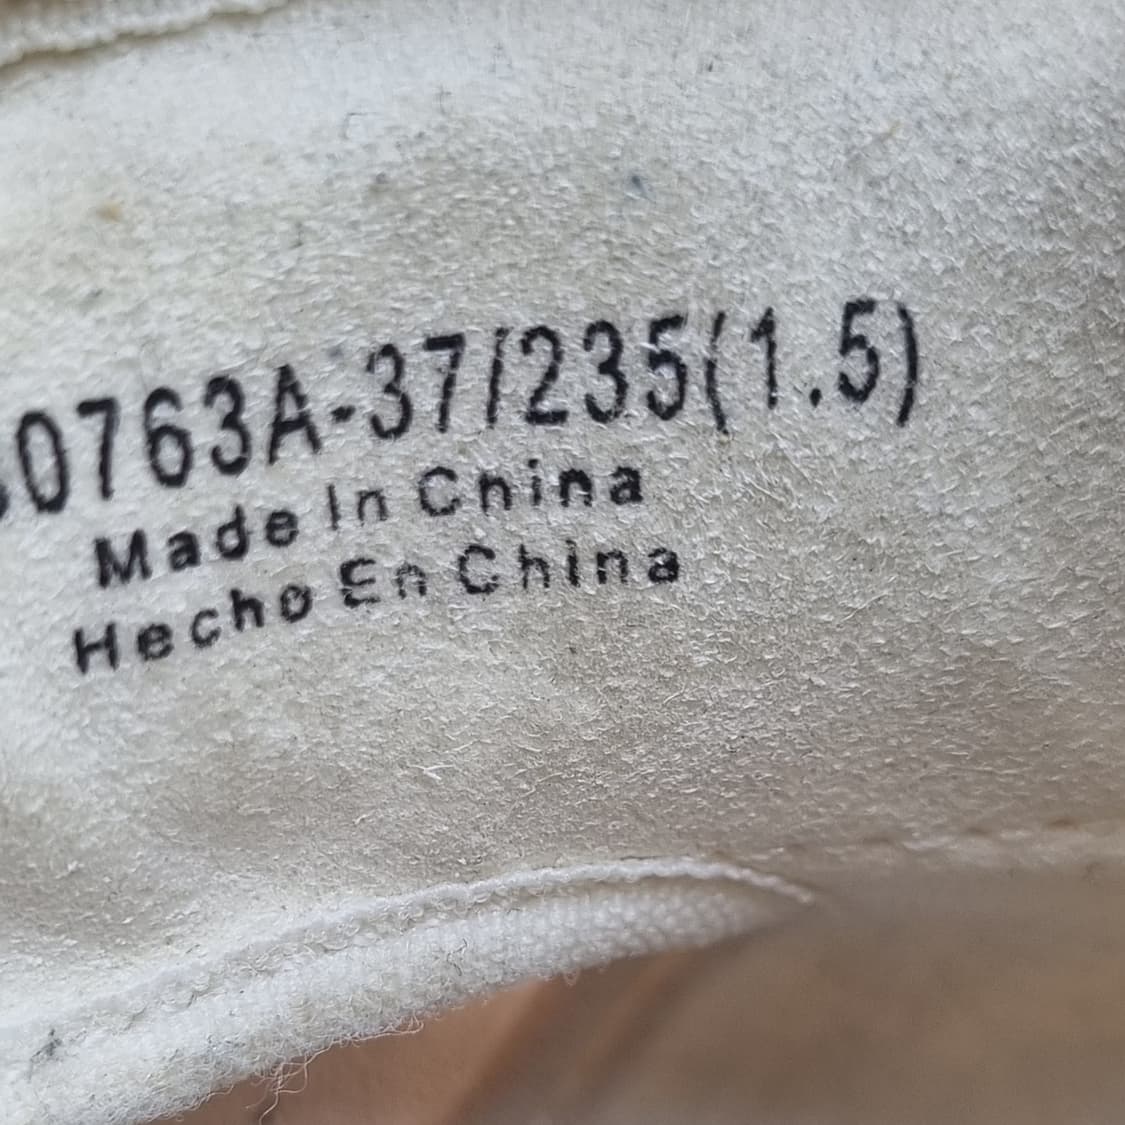 0763A-37/235(1.5)
Made In China
Hecho En China